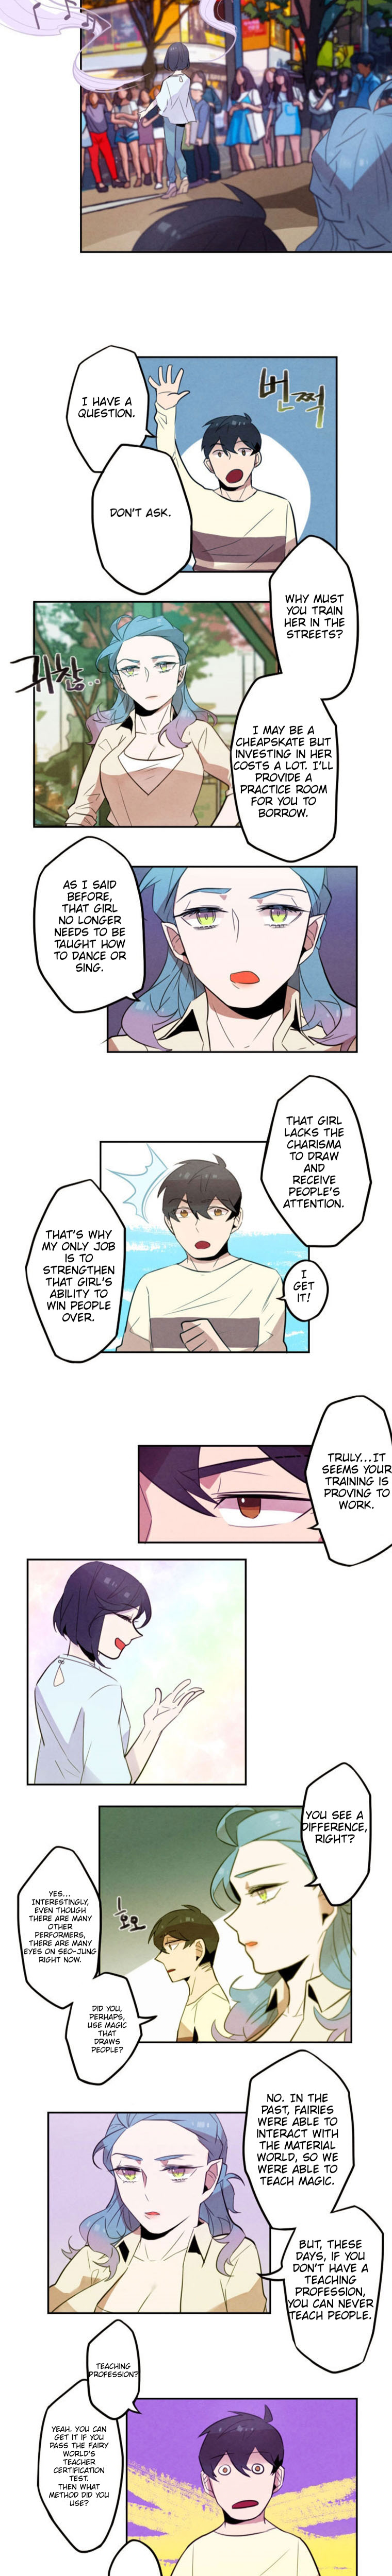 I HAVE A
QUESTION.
번쩍
DON'T ASK.
WHY MUST
YOU TRAIN
HER IN THE
STREETS?
귀찮..
I MAY BE A
CHEAPSKATE BUT
INVESTING IN HER
COSTS A LOT. I'LL
PROVIDE A
PRACTICE ROOM
FOR YOU TO
BORROW.
AS I SAID
BEFORE,
THAT GIRL
NO LONGER
NEEDS TO BE
TAUGHT HOW
TO DANCE OR
SING.
THAT GIRL
LACKS THE
CHARISMA
TO DRAW
AND
RECEIVE
PEOPLE'S
ATTENTION.
THAT'S WHY
MY ONLY JOB
IS TO
STRENGTHEN
THAT GIRL'S
ABILITY TO
WIN PEOPLE
OVER.
I
GET
IT!
TRULY...IT
SEEMS YOUR
TRAINING IS
PROVING TO
WORK.
YOU SEE A
DIFFERENCE,
RIGHT?
YES...
INTERESTINGLY,
EVEN THOUGH
THERE ARE MANY
OTHER
PERFORMERS,
THERE ARE MANY
EYES ON SEO-JUNG
RIGHT NOW.
호오
DID YOU,
PERHAPS,
USE MAGIC
THAT
DRAWS
PEOPLE?
NO. IN THE
PAST, FAIRIES
WERE ABLE TO
INTERACT WITH
THE MATERIAL
WORLD, SO WE
WERE ABLE TO
TEACH MAGIC.
BUT, THESE
DAYS, IF YOU
DON'T HAVE A
TEACHING
PROFESSION,
YOU CAN NEVER
TEACH PEOPLE.
TEACHING
PROFESSION?
YEAH. YOU CAN
GET IT IF YOU
PASS THE FAIRY
WORLD'S
TEACHER
CERTIFICATION
TEST.
THEN WHAT
METHOD DID YOU
USE?